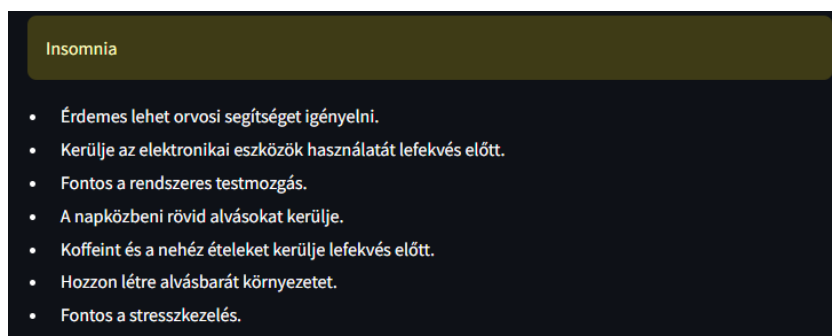 Insomnia
• Érdemes lehet orvosi segítséget igényelni.
• Kerülje az elektronikai eszközök használatát lefekvés előtt.
• Fontos a rendszeres testmozgás.
• A napközbeni rövid alvásokat kerülje.
• Koffeint és a nehéz ételeket kerülje lefekvés előtt.
• Hozzon létre alvásbarát környezetet.
• Fontos a stresszkezelés.